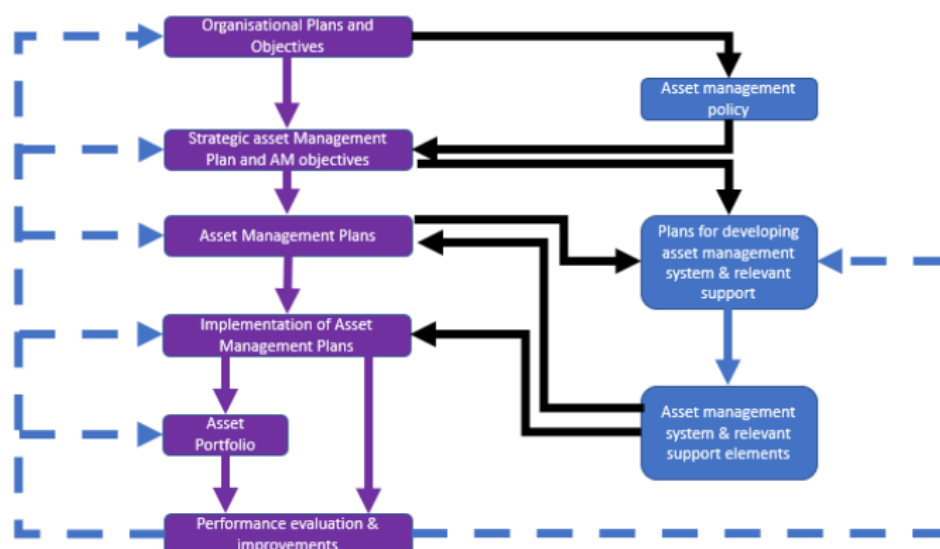 Organisational Plans and
Objectives
Asset management
policy
Strategic asset Management
Plan and AM objectives
Asset Management Plans
Plans for developing
asset management
system & relevant
support
Implementation of Asset
Management Plans
Asset
Portfolio
Asset management
system & relevant
support elements
Performance evaluation &
improvements